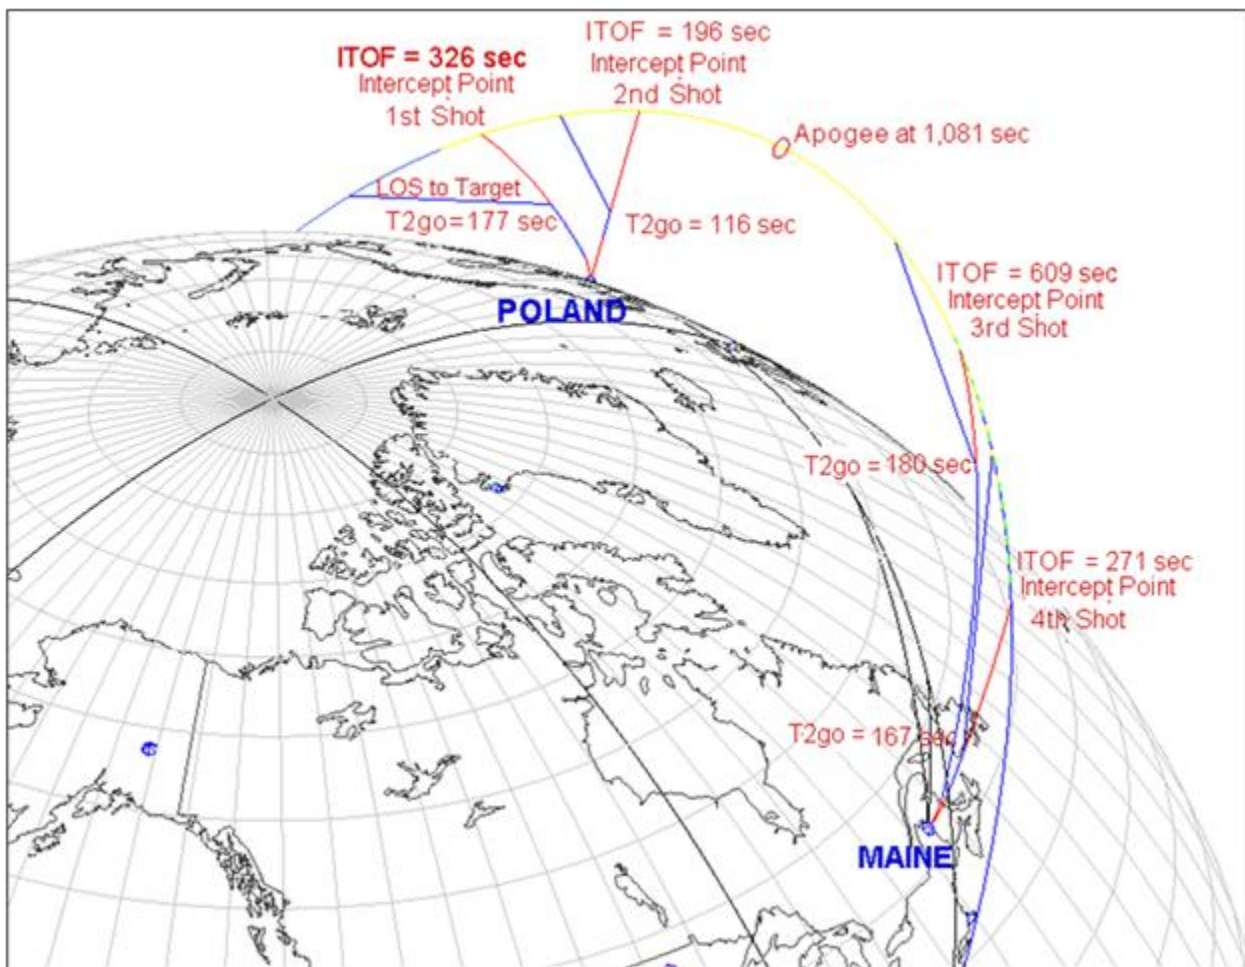 ITOF = 326 sec
Intercept Point
1st Shot
ITOF = 196 sec
Intercept Point
2nd Shot
Apogee at 1,081 sec
LOS to Target
T2go = 177 sec
T2go = 116 sec
POLAND
ITOF = 609 sec
Intercept Point
3rd Shot
T2go = 180 sec
ITOF = 271 sec
Intercept Point
4th Shot
T2go = 167 sec
MAINE